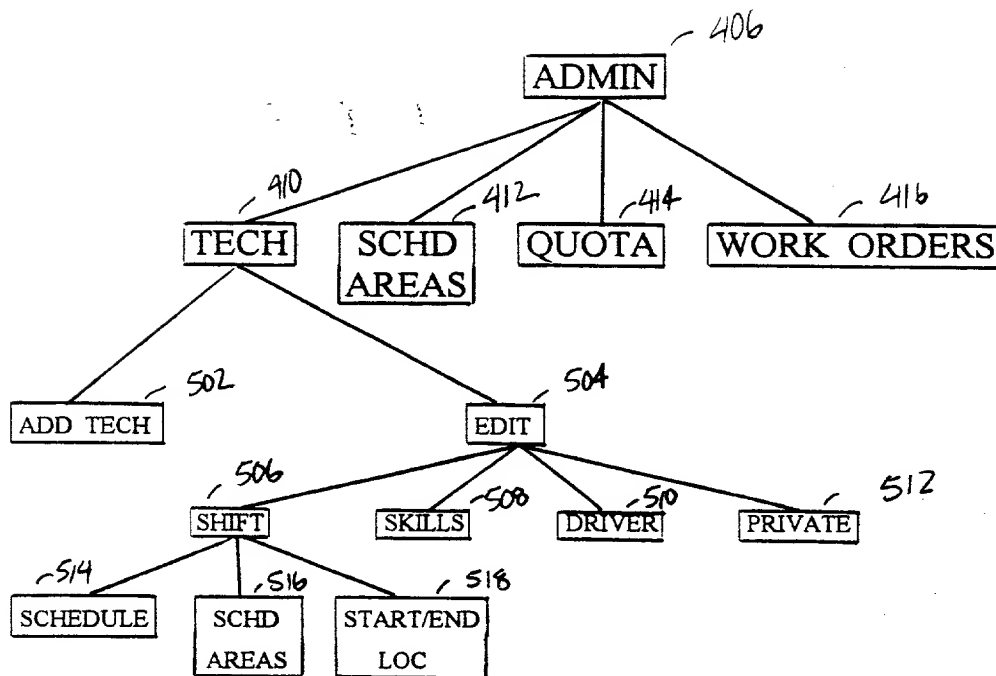 406
ADMIN
410
412
414
416
TECH
SCHD
AREAS
QUOTA
WORK ORDERS
502
504
ADD TECH
EDIT
506
508
510
512
SHIFT
SKILLS
DRIVER
PRIVATE
514
516
518
SCHEDULE
SCHD
AREAS
START/END
LOC